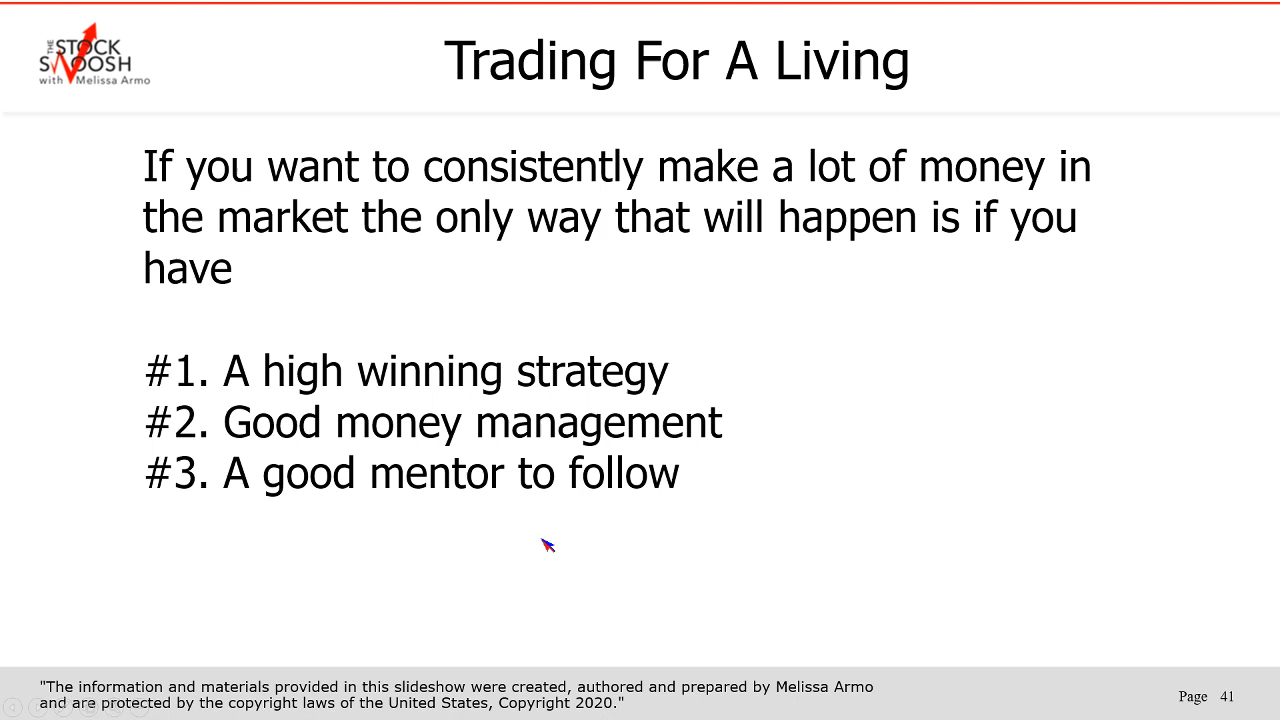 THE STOCK
SWOOSH
with Melissa Armo
Trading For A Living
If you want to consistently make a lot of money in
the market the only way that will happen is if you
have
#1. A high winning strategy
#2. Good money management
#3. A good mentor to follow
"The information and materials provided in this slideshow were created, authored and prepared by Melissa Armo
and are protected by the copyright laws of the United States, Copyright 2020."
Page 41